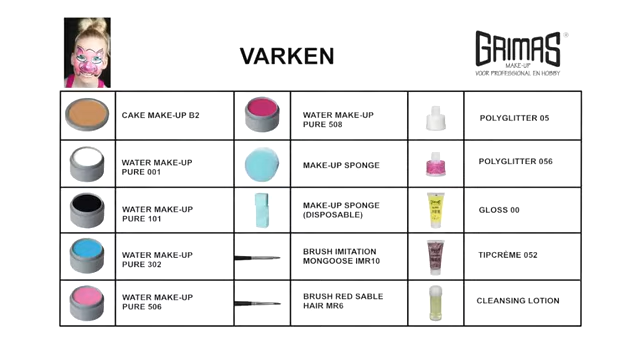 VARKEN
GRIMAS
®
MAKE-UP
VOOR PROFESSIONAL EN HOBBY
CAKE MAKE-UP B2
WATER MAKE-UP
PURE 508
POLYGLITTER 05
WATER MAKE-UP
PURE 001
MAKE-UP SPONGE
POLYGLITTER 056
WATER MAKE-UP
PURE 101
MAKE-UP SPONGE
(DISPOSABLE)
GLOSS 00
WATER MAKE-UP
PURE 302
BRUSH IMITATION
MONGOOSE IMR10
TIPCRÈME 052
WATER MAKE-UP
PURE 506
BRUSH RED SABLE
HAIR MR6
CLEANSING LOTION